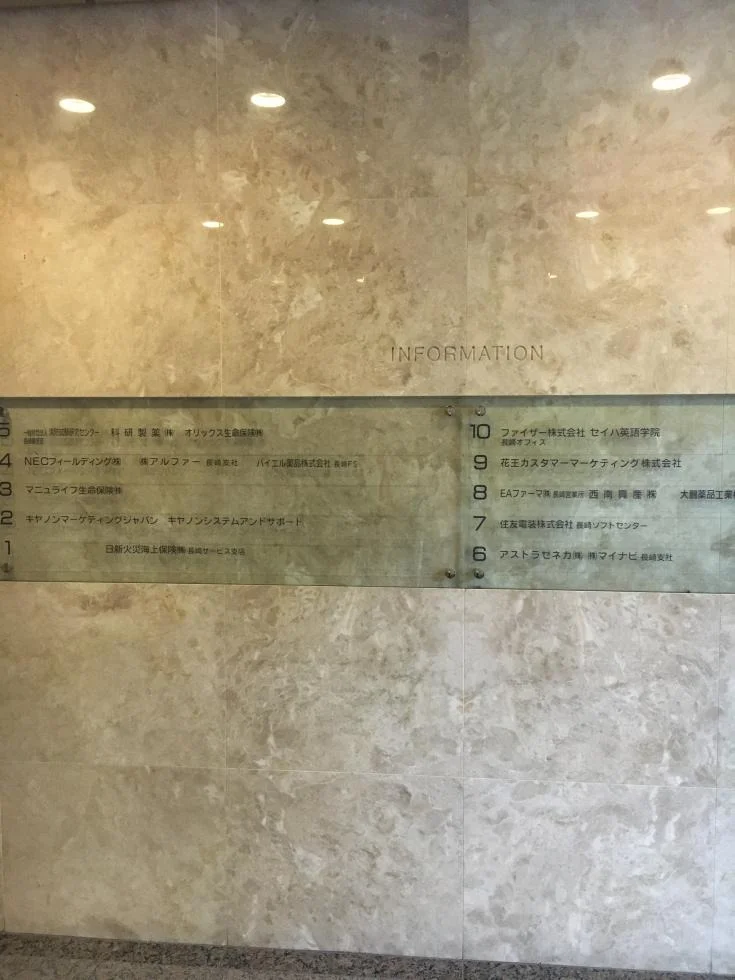 INFORMATION
5 科研製薬㈱ オリックス生命保険㈱
4 NECフィールディング㈱ ㈱アルファー 長崎支社 バイエル薬品株式会社 長崎FS
3 マニュライフ生命保険㈱
2 キヤノンマーケティングジャパン キヤノンシステムアンドサポート
1 日新火災海上保険㈱ 長崎サービス支店
10 ファイザー株式会社 セイハ英語学院
長崎オフィス
9 花王カスタマーマーケティング株式会社
8 EAファーマ㈱ 長崎営業所 西南興産㈱ 大鵬薬品工業
7 住友電装株式会社 長崎ソフトセンター
6 アストラゼネカ㈱ ㈱マイナビ 長崎支社